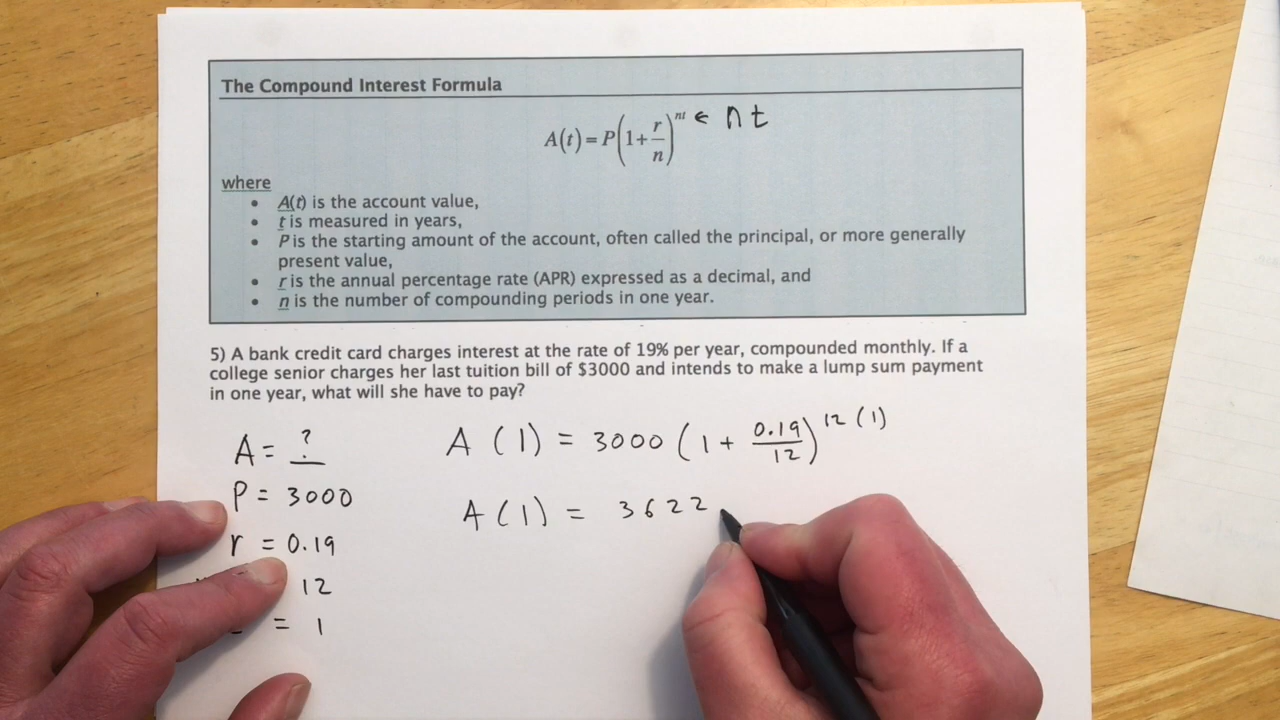 The Compound Interest Formula
A(t) = P(1 + r/n)^nt ← nt
where
• A(t) is the account value,
• t is measured in years,
• P is the starting amount of the account, often called the principal, or more generally
present value,
• r is the annual percentage rate (APR) expressed as a decimal, and
• n is the number of compounding periods in one year.
5) A bank credit card charges interest at the rate of 19% per year, compounded monthly. If a
college senior charges her last tuition bill of $3000 and intends to make a lump sum payment
in one year, what will she have to pay?
A = ?
P = 3000
r = 0.19
12
= 1
A (1) = 3000 (1 + 0.19/12)^12 (1)
A (1) = 3622